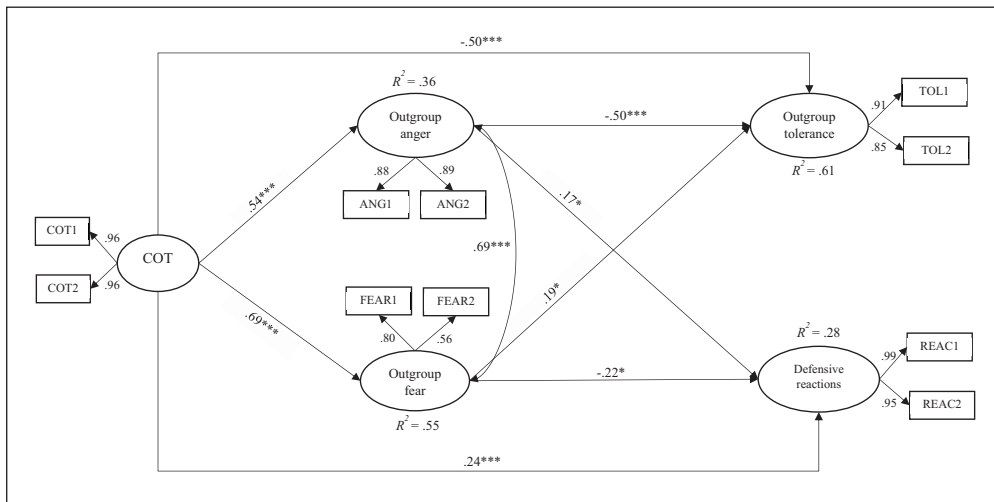 -.50***
R² = .36
Outgroup
anger
-.50***
Outgroup
tolerance
R² = .61
.91
TOL1
.85
TOL2
.88
.89
ANG1
ANG2
.54***
.17*
.69***
COT1
.96
COT
COT2
.96
.69***
.19*
FEAR1
FEAR2
.80
.56
Outgroup
fear
R² = .55
-.22*
R² = .28
Defensive
reactions
.99
REAC1
.95
REAC2
.24***